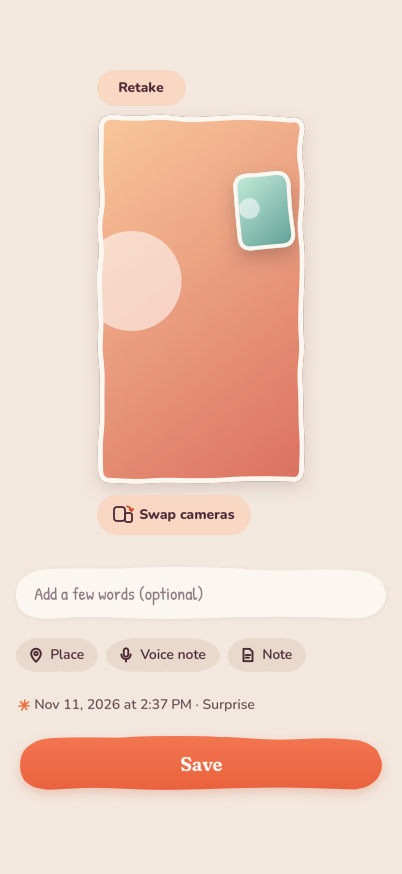 Retake
Swap cameras
Add a few words (optional)
Place
Voice note
Note
Nov 11, 2026 at 2:37 PM · Surprise
Save